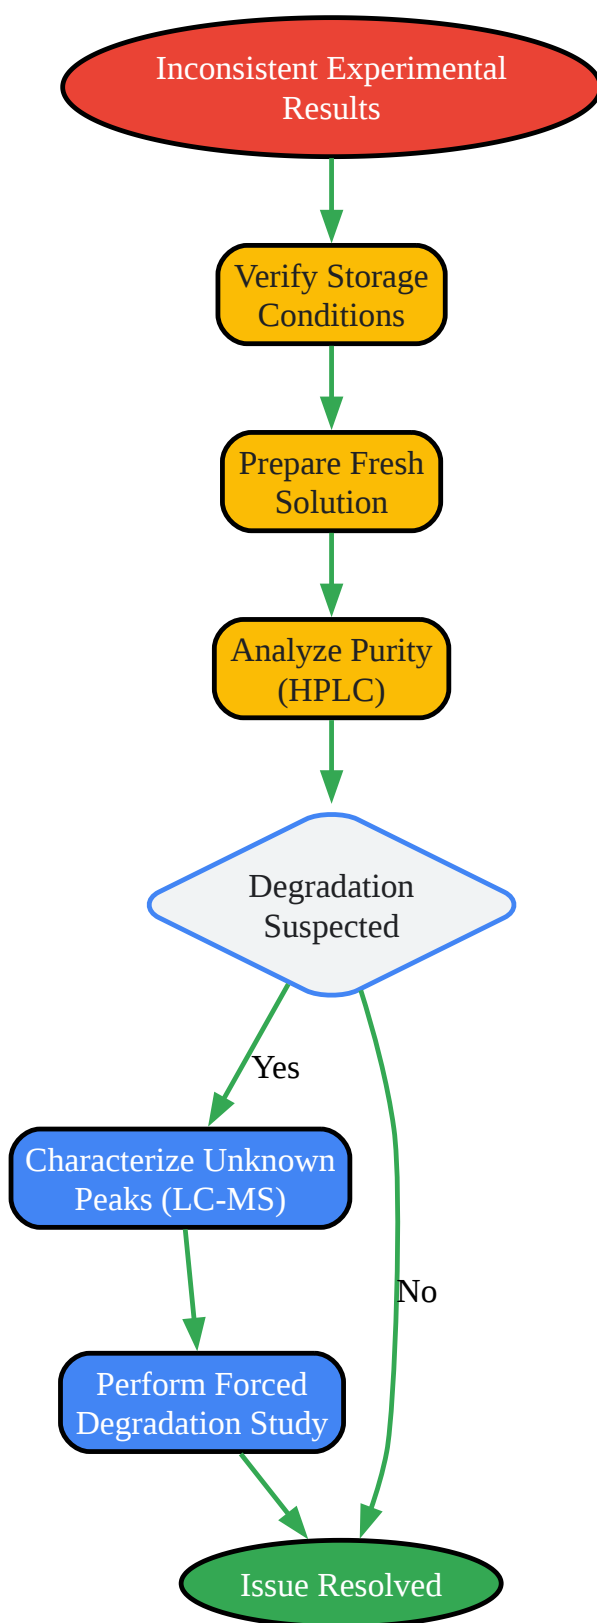 Inconsistent Experimental
Results
Verify Storage
Conditions
Prepare Fresh
Solution
Analyze Purity
(HPLC)
Degradation
Suspected
Yes
Characterize Unknown
Peaks (LC-MS)
No
Perform Forced
Degradation Study
Issue Resolved